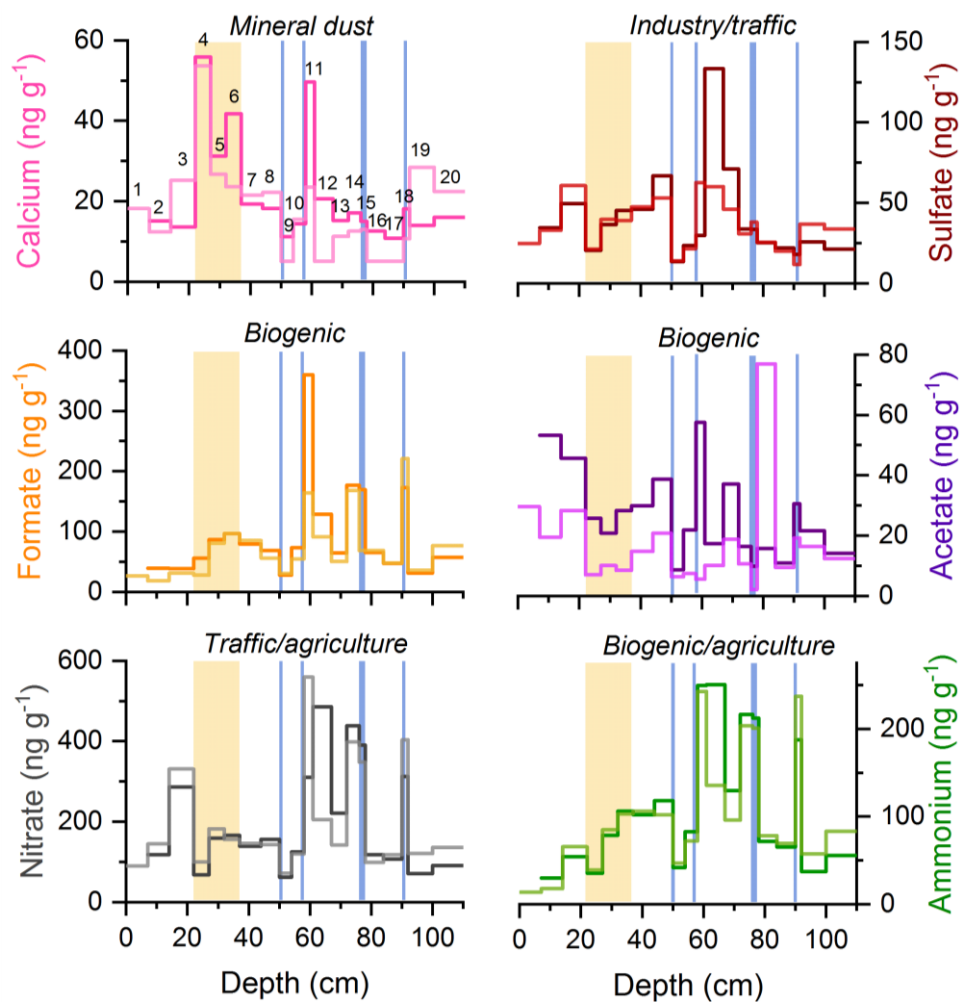 Mineral dust
Calcium (ng g⁻¹)
60
40
20
0
1
2
3
4
5
6
7
8
9
10
11
12
13
14
15
16
17
18
19
20
Industry/traffic
150
100
50
0
Sulfate (ng g⁻¹)
Biogenic
Formate (ng g⁻¹)
400
300
200
100
0
Biogenic
80
60
40
20
0
Acetate (ng g⁻¹)
Traffic/agriculture
Nitrate (ng g⁻¹)
600
400
200
0
0 20 40 60 80 100
Depth (cm)
Biogenic/agriculture
200
100
0
Ammonium (ng g⁻¹)
0 20 40 60 80 100
Depth (cm)